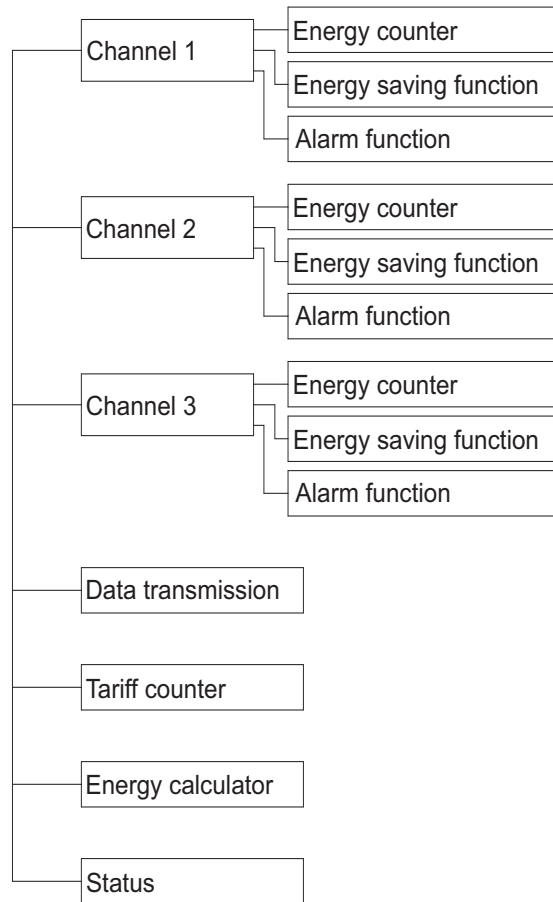 Energy counter
Channel 1
Energy saving function
Alarm function
Energy counter
Channel 2
Energy saving function
Alarm function
Energy counter
Channel 3
Energy saving function
Alarm function
Data transmission
Tariff counter
Energy calculator
Status